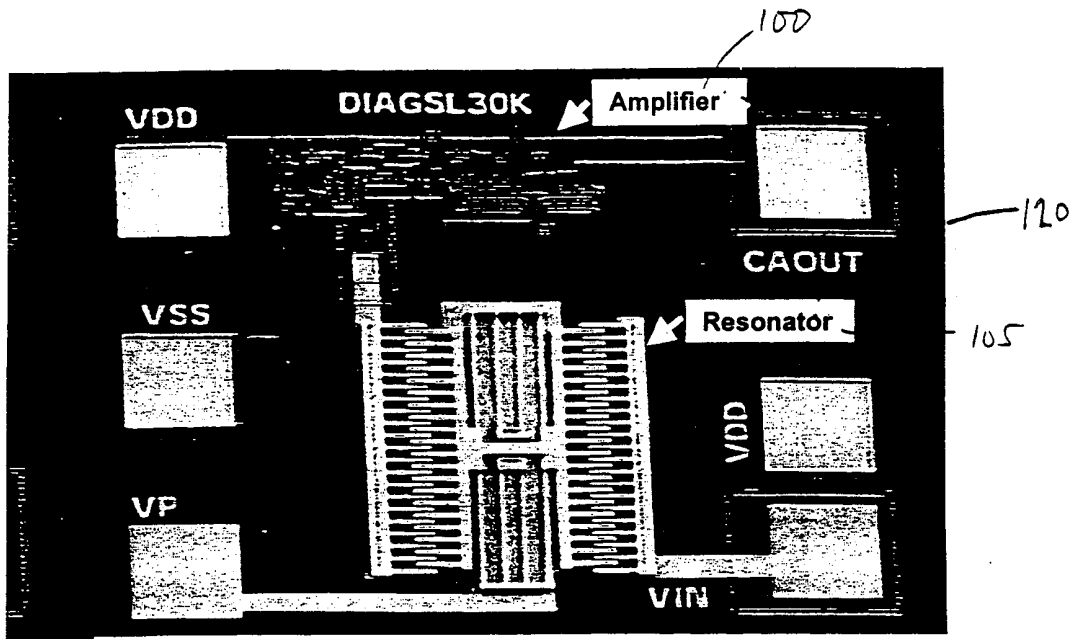 100
DIAGSL30K
Amplifier
VDD
120
CAOUT
VSS
Resonator
105
VDD
VP
VIN